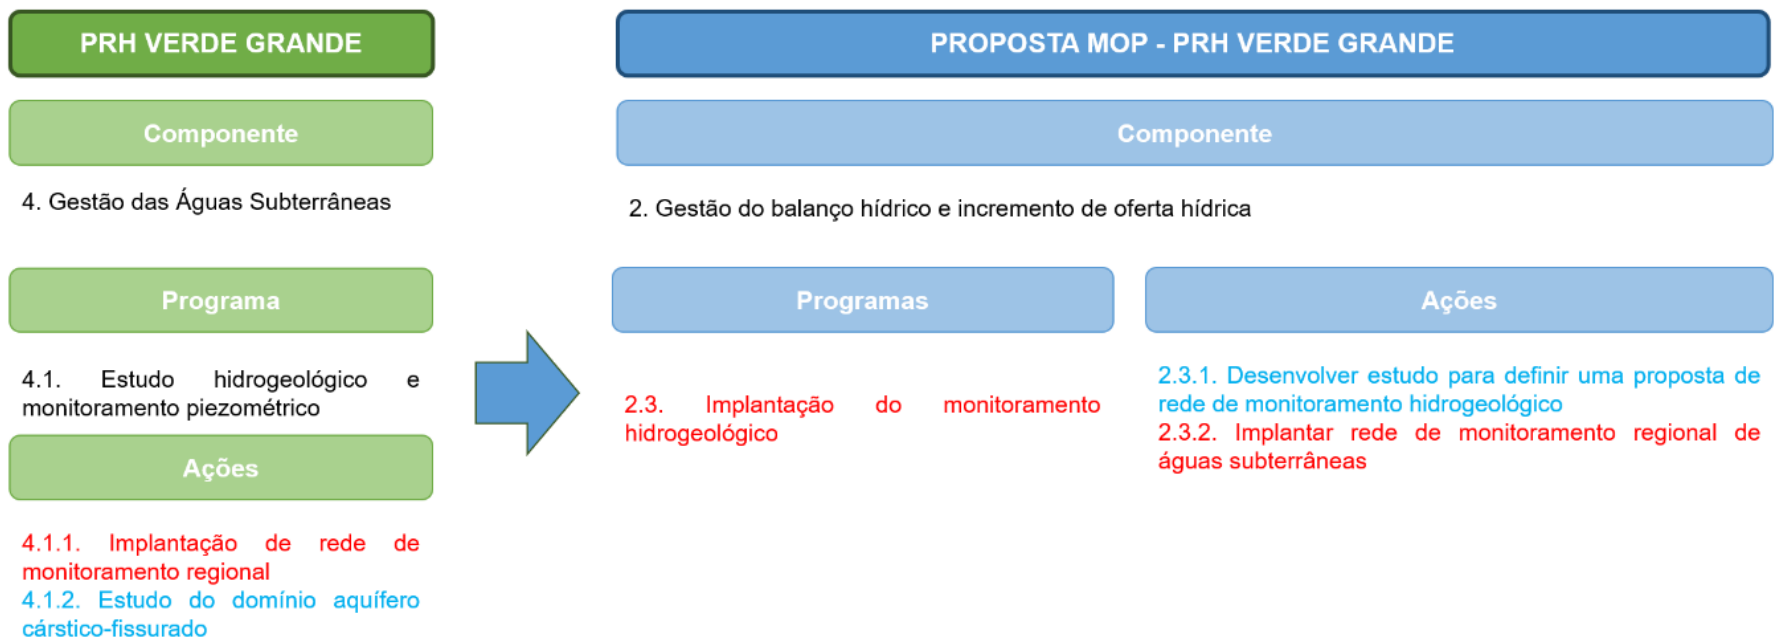 PRH VERDE GRANDE
Componente
4. Gestão das Águas Subterrâneas
Programa
4.1. Estudo hidrogeológico e
monitoramento piezométrico
Ações
4.1.1. Implantação de rede de
monitoramento regional
4.1.2. Estudo do domínio aquífero
cárstico-fissurado
PROPOSTA MOP - PRH VERDE GRANDE
Componente
2. Gestão do balanço hídrico e incremento de oferta hídrica
Programas
2.3. Implantação do monitoramento
hidrogeológico
Ações
2.3.1. Desenvolver estudo para definir uma proposta de
rede de monitoramento hidrogeológico
2.3.2. Implantar rede de monitoramento regional de
águas subterrâneas